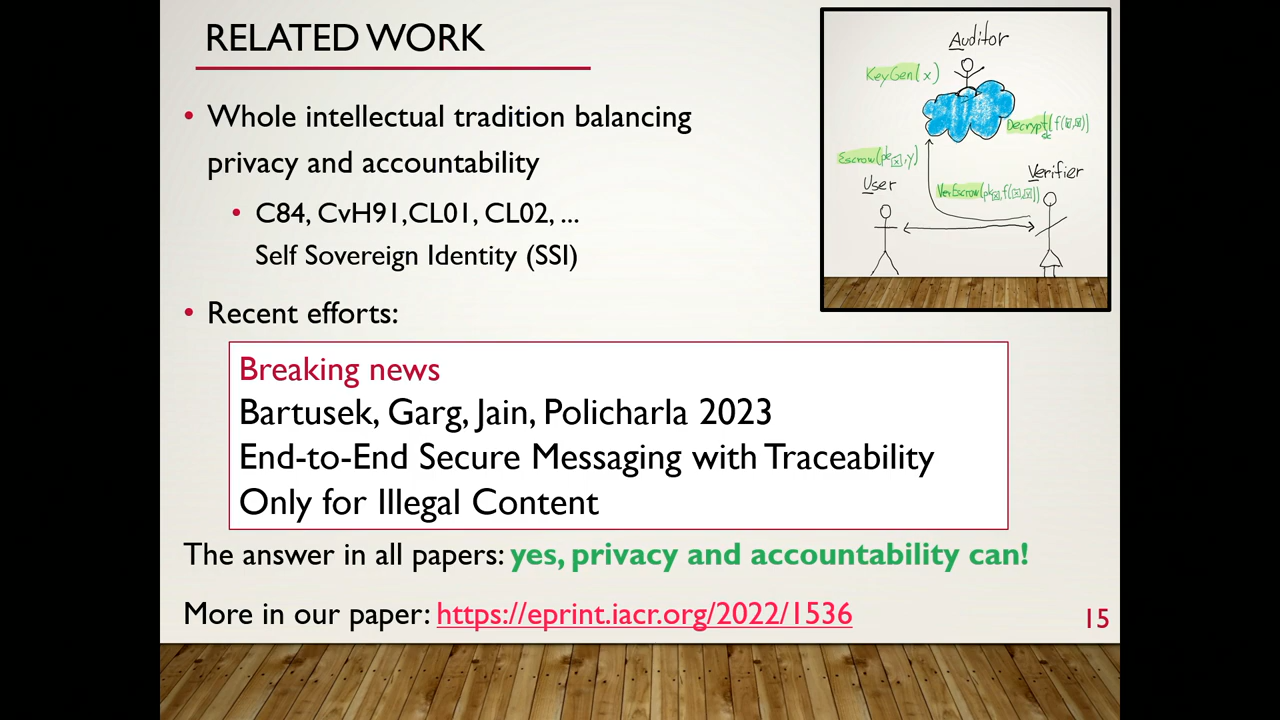 RELATED WORK
• Whole intellectual tradition balancing
privacy and accountability
• C84, CvH91,CL01, CL02, ...
Self Sovereign Identity (SSI)
• Recent efforts:
Breaking news
Bartusek, Garg, Jain, Policharla 2023
End-to-End Secure Messaging with Traceability
Only for Illegal Content
The answer in all papers: yes, privacy and accountability can!
More in our paper: https://eprint.iacr.org/2022/1536
15
Auditor
KeyGen(x)
Decrypt
Escrow(pk
,y)
User
Verifier
VerEscrow(pk